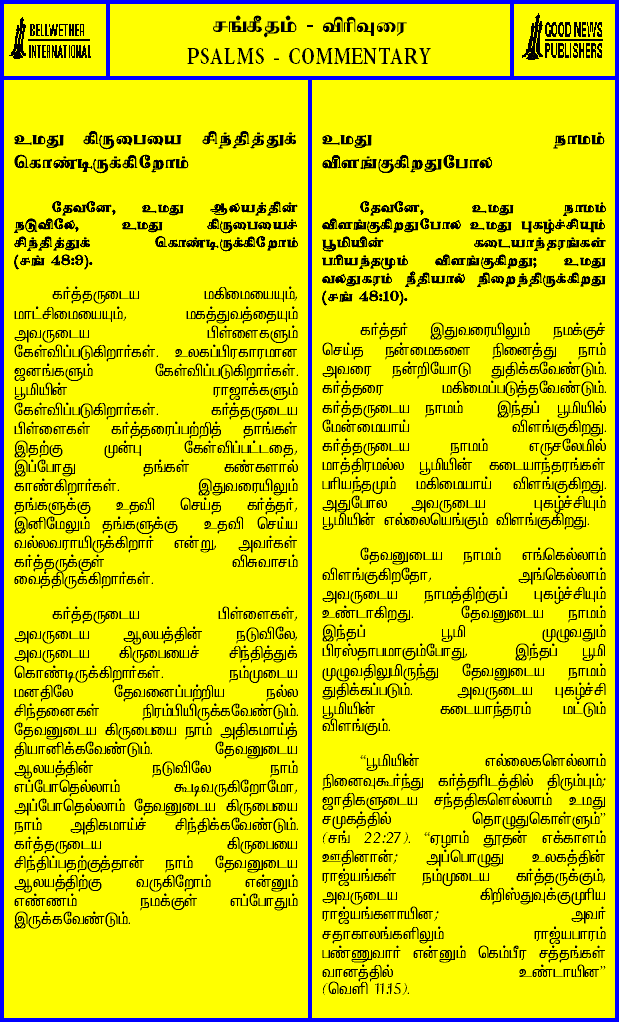 BELLWETHER
INTERNATIONAL
சங்கீதம் - விரிவுரை
PSALMS - COMMENTARY
GOOD NEWS
PUBLISHERS
உமது கிருபையை சிந்தித்துக்
கொண்டிருக்கிறோம்
தேவனே, உமது ஆலயத்தின்
நடுவிலே, உமது கிருபையைச்
சிந்தித்துக் கொண்டிருக்கிறோம்
(சங் 48:9).
கர்த்தருடைய மகிமையையும்,
மாட்சிமையையும், மகத்துவத்தையும்
அவருடைய பிள்ளைகளும்
கேள்விப்படுகிறார்கள். உலகப்பிரகாரமான
ஜனங்களும் கேள்விப்படுகிறார்கள்.
பூமியின் ராஜாக்களும்
கேள்விப்படுகிறார்கள். கர்த்தருடைய
பிள்ளைகள் கர்த்தரைப்பற்றி தாங்கள்
இதற்கு முன்பு கேள்விப்பட்டதை,
இப்போது தங்கள் கண்களால்
காண்கிறார்கள். இதுவரையிலும்
தங்களுக்கு உதவி செய்த கர்த்தர்,
இனிமேலும் தங்களுக்கு உதவி செய்ய
வல்லவராயிருக்கிறார் என்று, அவர்கள்
கர்த்தருக்குள் விசுவாசம்
வைத்திருக்கிறார்கள்.
கர்த்தருடைய பிள்ளைகள்,
அவருடைய ஆலயத்தின் நடுவிலே,
அவருடைய கிருபையைச் சிந்தித்துக்
கொண்டிருக்கிறார்கள். நம்முடைய
மனதிலே தேவனைப்பற்றிய நல்ல
சிந்தனைகள் நிரம்பியிருக்கவேண்டும்.
தேவனுடைய கிருபையை நாம் அதிகமாய்த்
தியானிக்கவேண்டும். தேவனுடைய
ஆலயத்தின் நடுவிலே நாம்
எப்போதெல்லாம் கூடிவருகிறோமோ,
அப்போதெல்லாம் தேவனுடைய கிருபையை
நாம் அதிகமாய்ச் சிந்திக்கவேண்டும்.
கர்த்தருடைய கிருபையை
சிந்திப்பதற்குத்தான் நாம் தேவனுடைய
ஆலயத்திற்கு வருகிறோம் என்னும்
எண்ணம் நமக்குள் எப்போதும்
இருக்கவேண்டும்.
உமது நாமம்
விளங்குகிறதுபோல
தேவனே, உமது நாமம்
விளங்குகிறதுபோல உமது புகழ்ச்சியும்
பூமியின் கடையாந்தரங்கள்
பரியந்தமும் விளங்குகிறது; உமது
வலதுகரம் நீதியால் நிறைந்திருக்கிறது
(சங் 48:10).
கர்த்தர் இதுவரையிலும் நமக்குச்
செய்த நன்மைகளை நினைத்து நாம்
அவரை நன்றியோடு துதிக்கவேண்டும்.
கர்த்தரை மகிமைப்படுத்தவேண்டும்.
கர்த்தருடைய நாமம் இந்தப் பூமியில்
மேன்மையாய் விளங்குகிறது.
கர்த்தருடைய நாமம் எருசலேமில்
மாத்திரமல்ல பூமியின் கடையாந்தரங்கள்
பரியந்தமும் மகிமையாய் விளங்குகிறது.
அதுபோல அவருடைய புகழ்ச்சியும்
பூமியின் எல்லையெங்கும் விளங்குகிறது.
தேவனுடைய நாமம் எங்கெல்லாம்
விளங்குகிறதோ, அங்கெல்லாம்
அவருடைய நாமத்திற்குப் புகழ்ச்சியும்
உண்டாகிறது. தேவனுடைய நாமம்
இந்தப் பூமி முழுவதும்
பிரஸ்தாபமாகும்போது, இந்தப் பூமி
முழுவதிலுமிருந்து தேவனுடைய நாமம்
துதிக்கப்படும். அவருடைய புகழ்ச்சி
பூமியின் கடையாந்தரம் மட்டும்
விளங்கும்.
“பூமியின் எல்லைகளெல்லாம்
நினைவுகூர்ந்து கர்த்தரிடத்தில் திரும்பும்;
ஜாதிகளுடைய சந்ததிகளெல்லாம் உமது
சமுகத்தில் தொழுதுகொள்ளும்”
(சங் 22:27). “ஏழாம் தூதன் எக்காளம்
ஊதினான்; அப்பொழுது உலகத்தின்
ராஜ்யங்கள் நம்முடைய கர்த்தருக்கும்,
அவருடைய கிறிஸ்துவுக்குமுரிய
ராஜ்யங்களாயின; அவர்
சதாகாலங்களிலும் ராஜ்யபாரம்
பண்ணுவார் என்னும் கெம்பீர சத்தங்கள்
வானத்தில் உண்டாயின”
(வெளி 11:15).